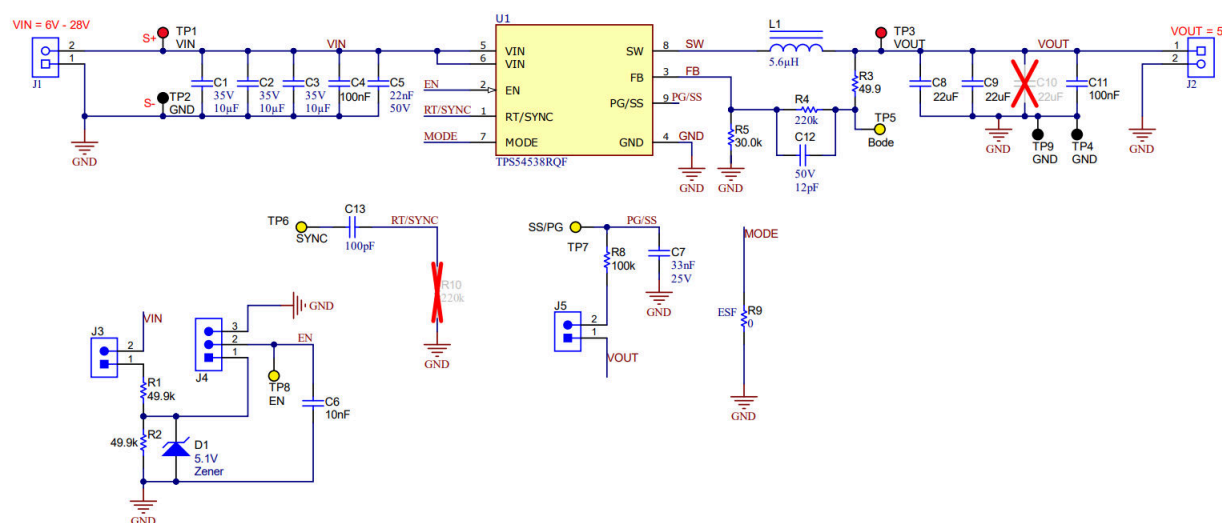 VIN = 6V - 28V
J1
2
1
GND
S+
TP1
VIN
S-
TP2
GND
C1
35V
10µF
C2
35V
10µF
C3
35V
10µF
C4
100nF
C5
22nF
50V
GND
VIN
EN
RT/SYNC
MODE
U1
5
VIN
6
VIN
2
EN
1
RT/SYNC
7
MODE
SW
8
FB
3
PG/SS
9
GND
4
TPS54538RQF
SW
FB
PG/SS
GND
GND
L1
5.6µH
R5
30.0k
GND
R4
220k
C12
50V
12pF
R3
49.9
TP5
Bode
TP3
VOUT
VOUT
C8
22uF
C9
22uF
C10
22uF
C11
100nF
GND
TP9
GND
TP4
GND
VOUT = 5
1
2
J2
GND
TP6
SYNC
C13
100pF
RT/SYNC
R10
220k
GND
SS/PG
TP7
PG/SS
R8
100k
C7
33nF
25V
GND
J5
2
1
VOUT
MODE
ESF
R9
0
GND
J3
VIN
2
1
R1
49.9k
R2
49.9k
D1
5.1V
Zener
GND
J4
3
2
1
GND
EN
TP8
EN
C6
10nF